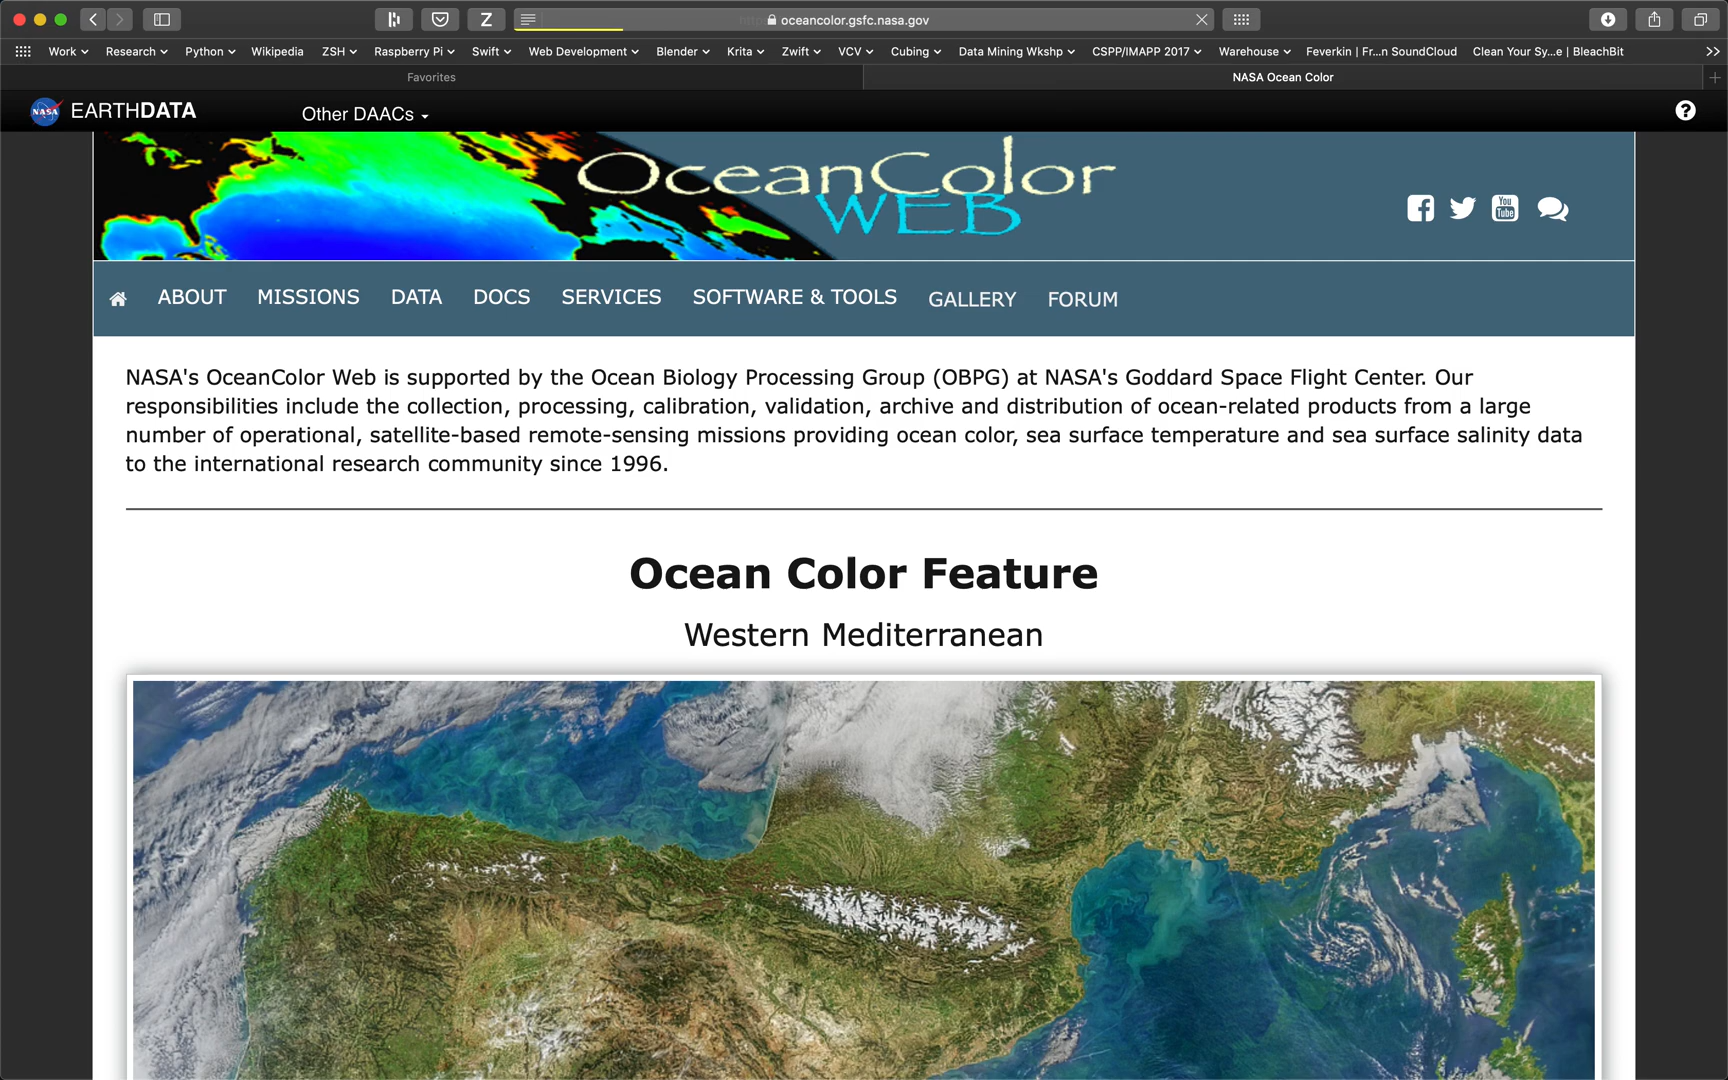 oceancolor.gsfc.nasa.gov
Work Research Python Wikipedia ZSH Raspberry Pi Swift Web Development Blender Krita Zwift VCV Cubing Data Mining Wkshp CSPP/IMAPP 2017 Warehouse Feverkin | Fr...n SoundCloud Clean Your Sy...e | BleachBit
Favorites NASA Ocean Color
NASA EARTHDATA Other DAACs
OceanColor
WEB
You
Tube
ABOUT MISSIONS DATA DOCS SERVICES SOFTWARE & TOOLS GALLERY FORUM
NASA's OceanColor Web is supported by the Ocean Biology Processing Group (OBPG) at NASA's Goddard Space Flight Center. Our
responsibilities include the collection, processing, calibration, validation, archive and distribution of ocean-related products from a large
number of operational, satellite-based remote-sensing missions providing ocean color, sea surface temperature and sea surface salinity data
to the international research community since 1996.
Ocean Color Feature
Western Mediterranean